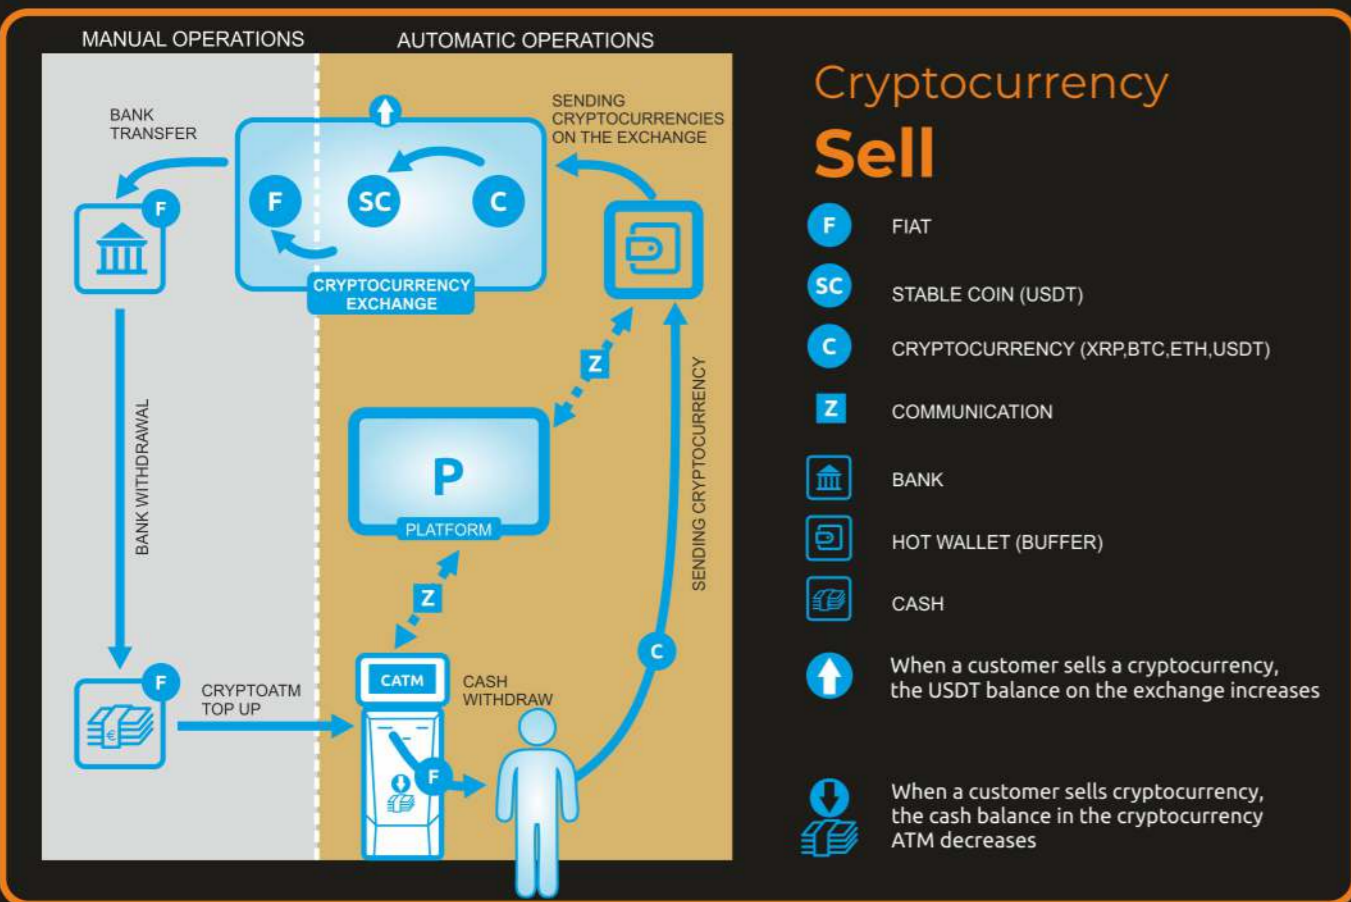 MANUAL OPERATIONS
AUTOMATIC OPERATIONS
BANK
TRANSFER
SENDING
CRYPTOCURRENCIES
ON THE EXCHANGE
F
F
SC
C
CRYPTOCURRENCY
EXCHANGE
Z
BANK WITHDRAWAL
P
PLATFORM
SENDING CRYPTOCURRENCY
Z
C
F
CRYPTOATM
TOP UP
€
CATM
CASH
WITHDRAW
F
Cryptocurrency
Sell
F FIAT
SC STABLE COIN (USDT)
C CRYPTOCURRENCY (XRP,BTC,ETH,USDT)
Z COMMUNICATION
BANK
HOT WALLET (BUFFER)
CASH
When a customer sells a cryptocurrency,
the USDT balance on the exchange increases
When a customer sells cryptocurrency,
the cash balance in the cryptocurrency
ATM decreases